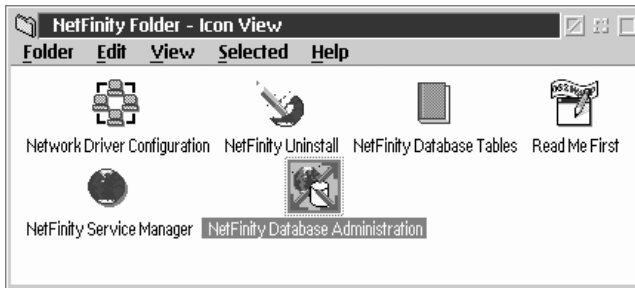 NetFinity Folder - Icon View
Folder Edit View Selected Help
Network Driver Configuration NetFinity Uninstall NetFinity Database Tables Read Me First
NetFinity Service Manager NetFinity Database Administration